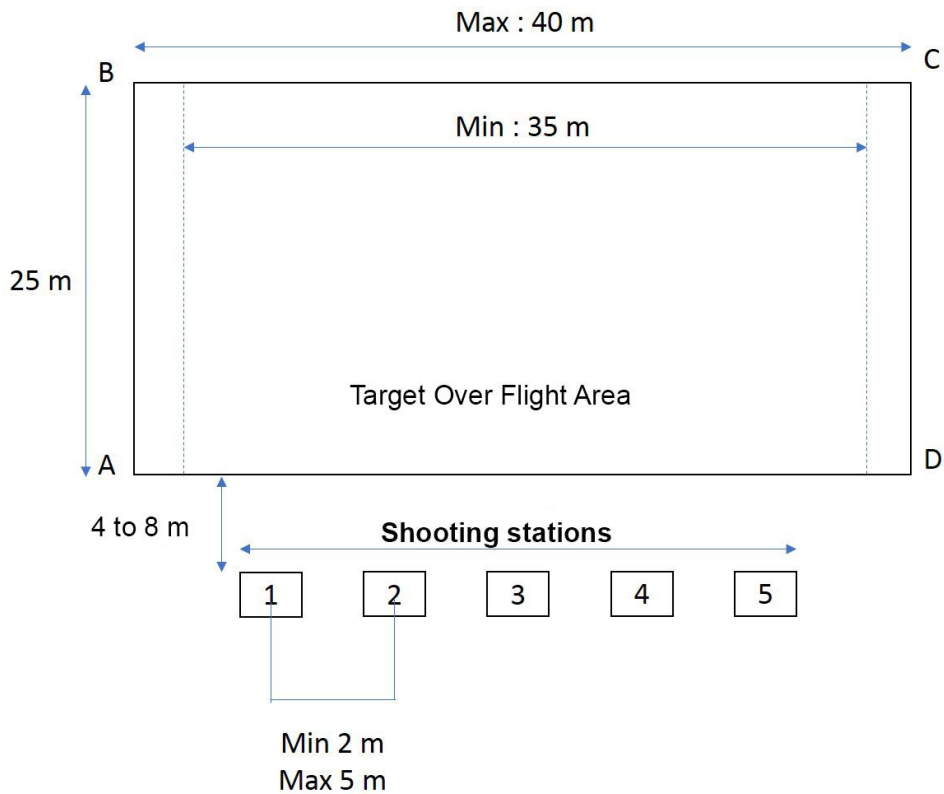 Max : 40 m
B
C
Min : 35 m
25 m
Target Over Flight Area
A
D
4 to 8 m
Shooting stations
1
2
3
4
5
Min 2 m
Max 5 m